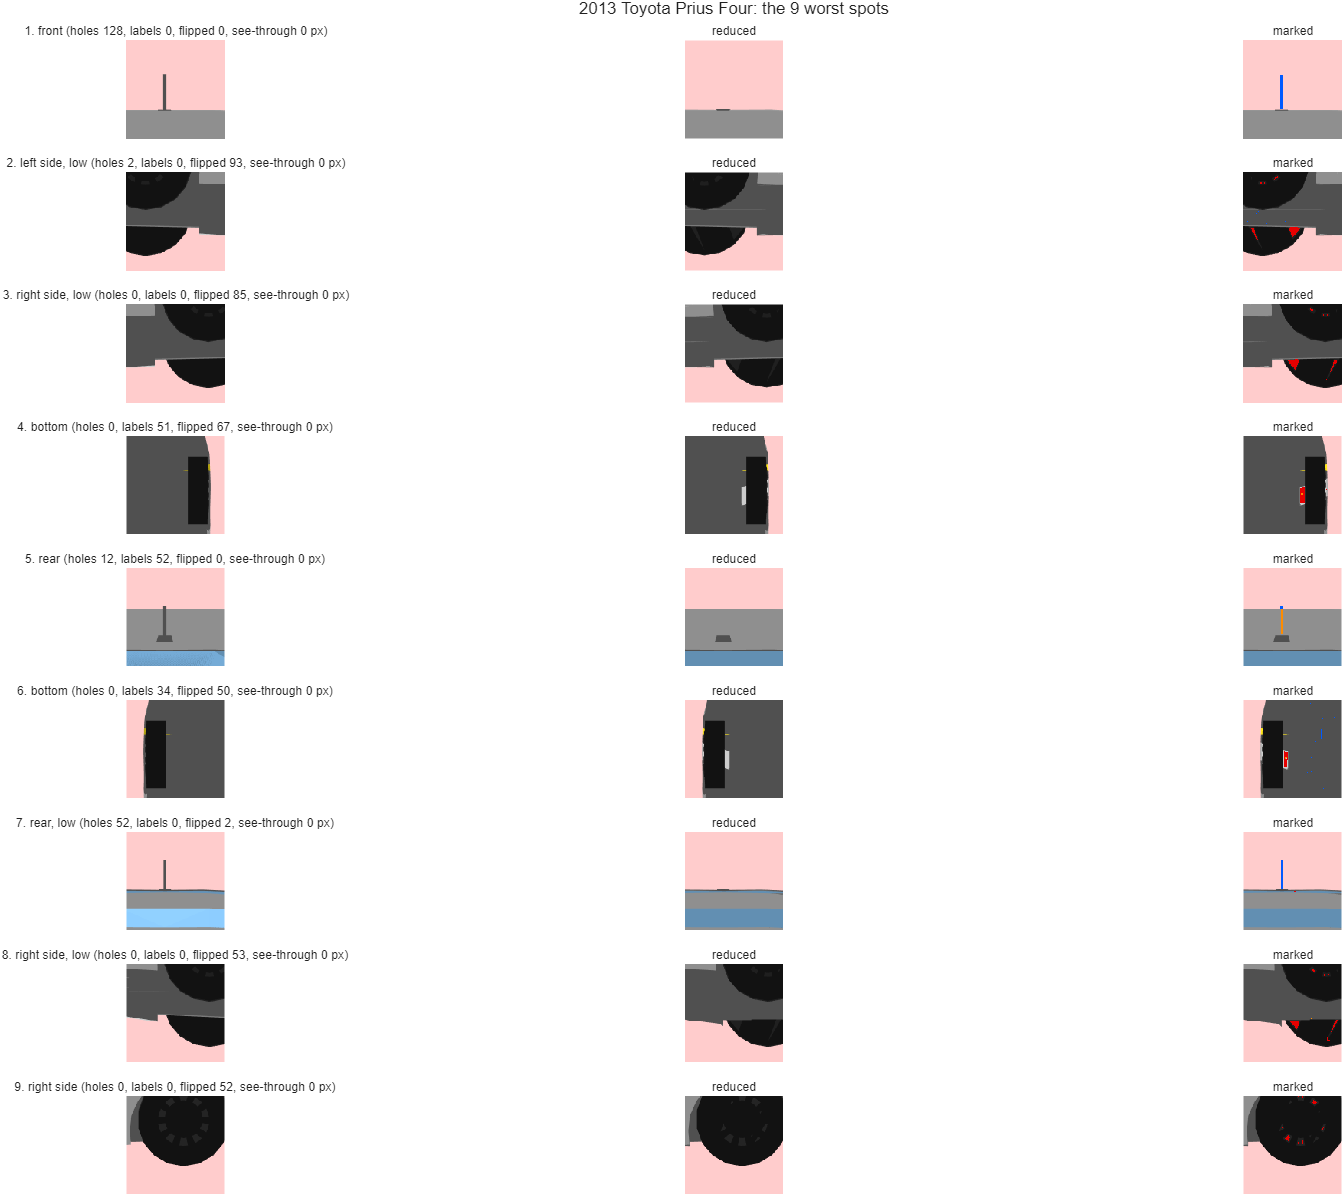 2013 Toyota Prius Four: the 9 worst spots
1. front (holes 128, labels 0, flipped 0, see-through 0 px)
reduced
marked
2. left side, low (holes 2, labels 0, flipped 93, see-through 0 px)
reduced
marked
3. right side, low (holes 0, labels 0, flipped 85, see-through 0 px)
reduced
marked
4. bottom (holes 0, labels 51, flipped 67, see-through 0 px)
reduced
marked
5. rear (holes 12, labels 52, flipped 0, see-through 0 px)
reduced
marked
6. bottom (holes 0, labels 34, flipped 50, see-through 0 px)
reduced
marked
7. rear, low (holes 52, labels 0, flipped 2, see-through 0 px)
reduced
marked
8. right side, low (holes 0, labels 0, flipped 53, see-through 0 px)
reduced
marked
9. right side (holes 0, labels 0, flipped 52, see-through 0 px)
reduced
marked